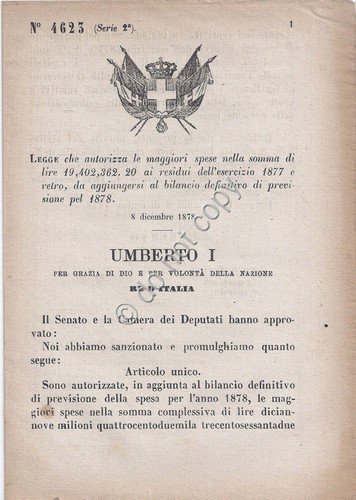 N° 4623 (Serie 2ª). 1
LEGGE che autorizza le maggiori spese nella somma di
lire 19,402,362. 20 ai residui dell'esercizio 1877 e
retro, da aggiungersi al bilancio definitivo di previ-
sione pel 1878.
8 dicembre 1878
UMBERTO I
PER GRAZIA DI DIO E PER VOLONTÀ DELLA NAZIONE
RE D'ITALIA
Il Senato e la Camera dei Deputati hanno appro-
vato:
Noi abbiamo sanzionato e promulghiamo quanto
segue:
Articolo unico.
Sono autorizzate, in aggiunta al bilancio definitivo
di previsione della spesa per l'anno 1878, le mag-
giori spese nella somma complessiva di lire dician-
nove milioni quattrocentoduemila trecentosessantadue
do not copy